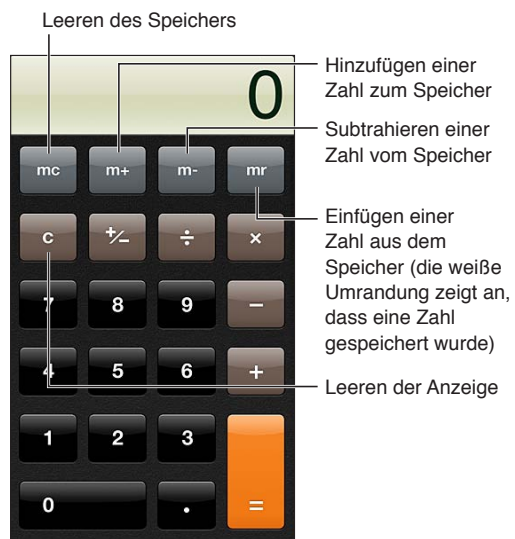 Leeren des Speichers
0
Hinzufügen einer
Zahl zum Speicher
Subtrahieren einer
Zahl vom Speicher
mc m+ m- mr
Einfügen einer
Zahl aus dem
Speicher (die weiße
Umrandung zeigt an,
dass eine Zahl
gespeichert wurde)
c +/− ÷ ×
7 8 9 −
4 5 6 +
Leeren der Anzeige
1 2 3
0 . =